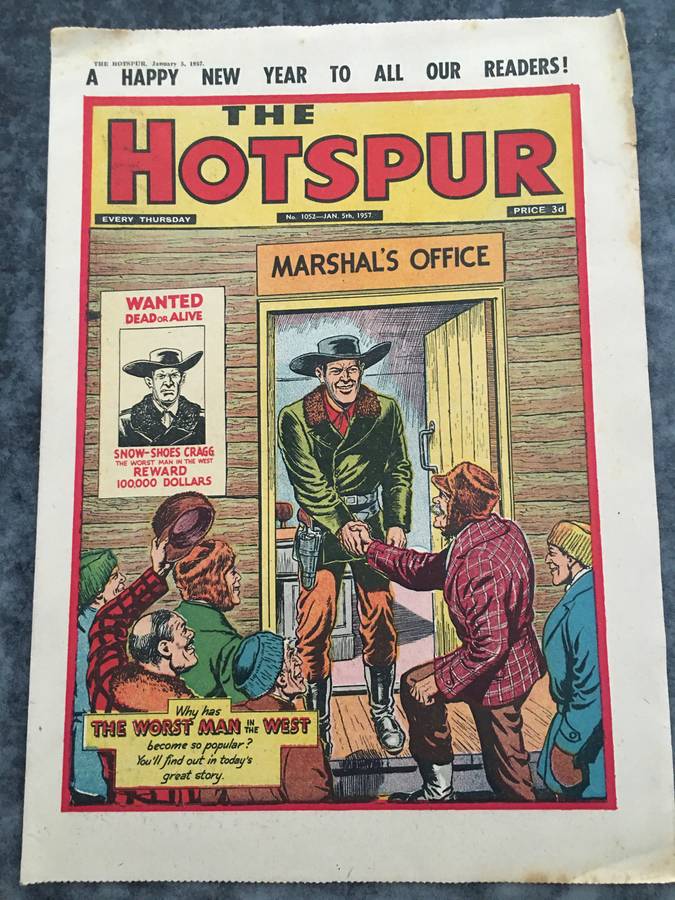 THE HOTSPUR, January 5, 1957.
A HAPPY NEW YEAR TO ALL OUR READERS!
THE
HOTSPUR
EVERY THURSDAY
No. 1052—JAN. 5th, 1957
PRICE 3d
MARSHAL'S OFFICE
WANTED
DEAD OR ALIVE
SNOW-SHOES CRAGG
THE WORST MAN IN THE WEST
REWARD
100,000 DOLLARS
Why has
THE WORST MAN IN THE WEST
become so popular?
You'll find out in today's
great story.